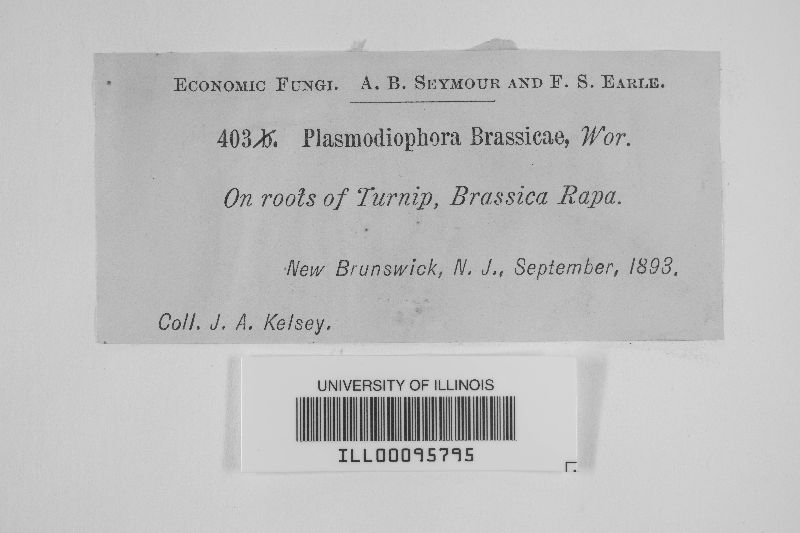 ECONOMIC FUNGI. A. B. SEYMOUR AND F. S. EARLE.
403b. Plasmodiophora Brassicae, Wor.
On roots of Turnip, Brassica Rapa.
New Brunswick, N. J., September, 1893.
Coll. J. A. Kelsey.
UNIVERSITY OF ILLINOIS
ILL00095795